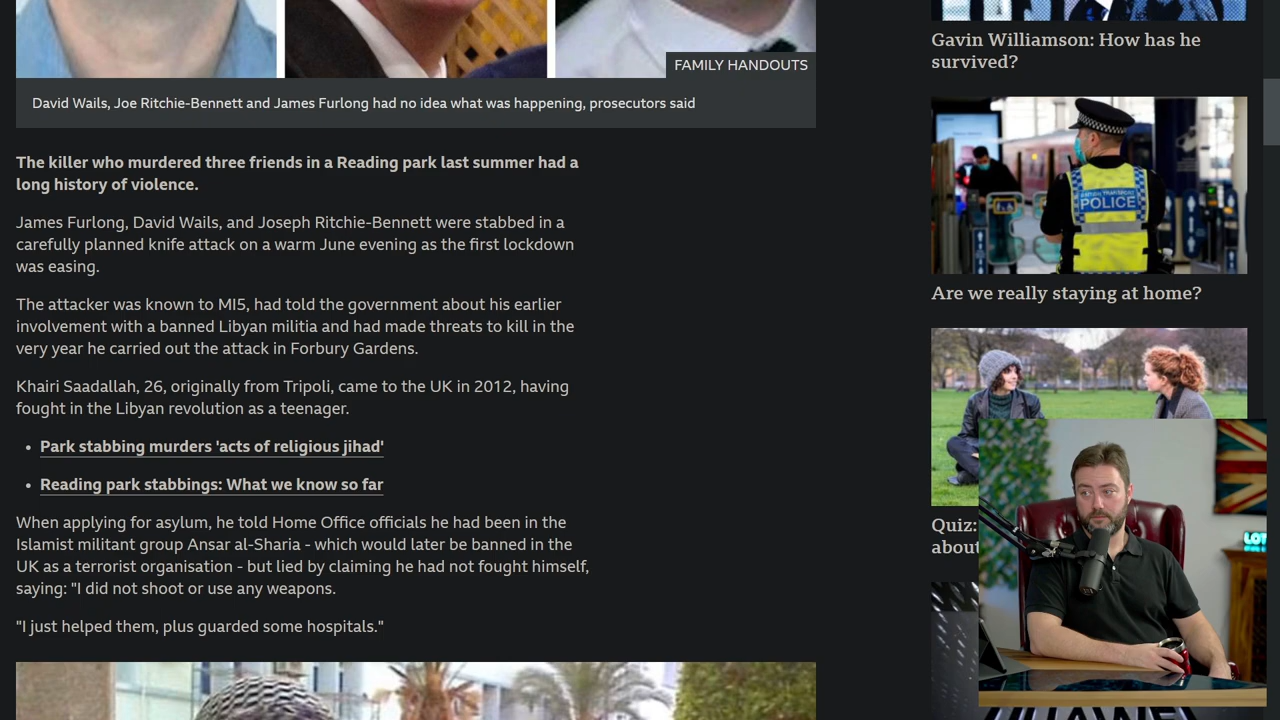 FAMILY HANDOUTS
David Wails, Joe Ritchie-Bennett and James Furlong had no idea what was happening, prosecutors said
The killer who murdered three friends in a Reading park last summer had a
long history of violence.
James Furlong, David Wails, and Joseph Ritchie-Bennett were stabbed in a
carefully planned knife attack on a warm June evening as the first lockdown
was easing.
The attacker was known to MI5, had told the government about his earlier
involvement with a banned Libyan militia and had made threats to kill in the
very year he carried out the attack in Forbury Gardens.
Khairi Saadallah, 26, originally from Tripoli, came to the UK in 2012, having
fought in the Libyan revolution as a teenager.
• Park stabbing murders 'acts of religious jihad'
• Reading park stabbings: What we know so far
When applying for asylum, he told Home Office officials he had been in the
Islamist militant group Ansar al-Sharia - which would later be banned in the
UK as a terrorist organisation - but lied by claiming he had not fought himself,
saying: "I did not shoot or use any weapons.
"I just helped them, plus guarded some hospitals."
Gavin Williamson: How has he
survived?
BRITISH TRANSPORT
POLICE
Are we really staying at home?
Quiz:
about